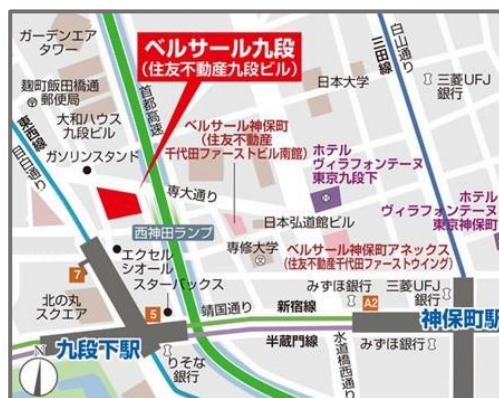 ガーデンエア
タワー
麹町飯田橋通
郵便局
大和ハウス
九段ビル
東西線
目白通り
ガソリンスタンド
首都高速
ベルサール九段
(住友不動産九段ビル)
日本大学
三田線
白山通り
三菱UFJ
銀行
ベルサール神保町
(住友不動産
千代田ファーストビル南館)
ホテル
ヴィラフォンテーヌ
東京九段下
ホテル
ヴィラフォンテーヌ
東京神保町
専大通り
西神田ランプ
日本弘道館ビル
専修大学
ベルサール神保町アネックス
(住友不動産千代田ファーストウイング)
エクセル
シオール
スターバックス
7
5
北の丸
スクエア
靖国通り
新宿線
半蔵門線
みずほ銀行
A2
三菱UFJ
銀行
神保町駅
九段下駅
りそな
銀行
水道橋西通り
みずほ銀行
N